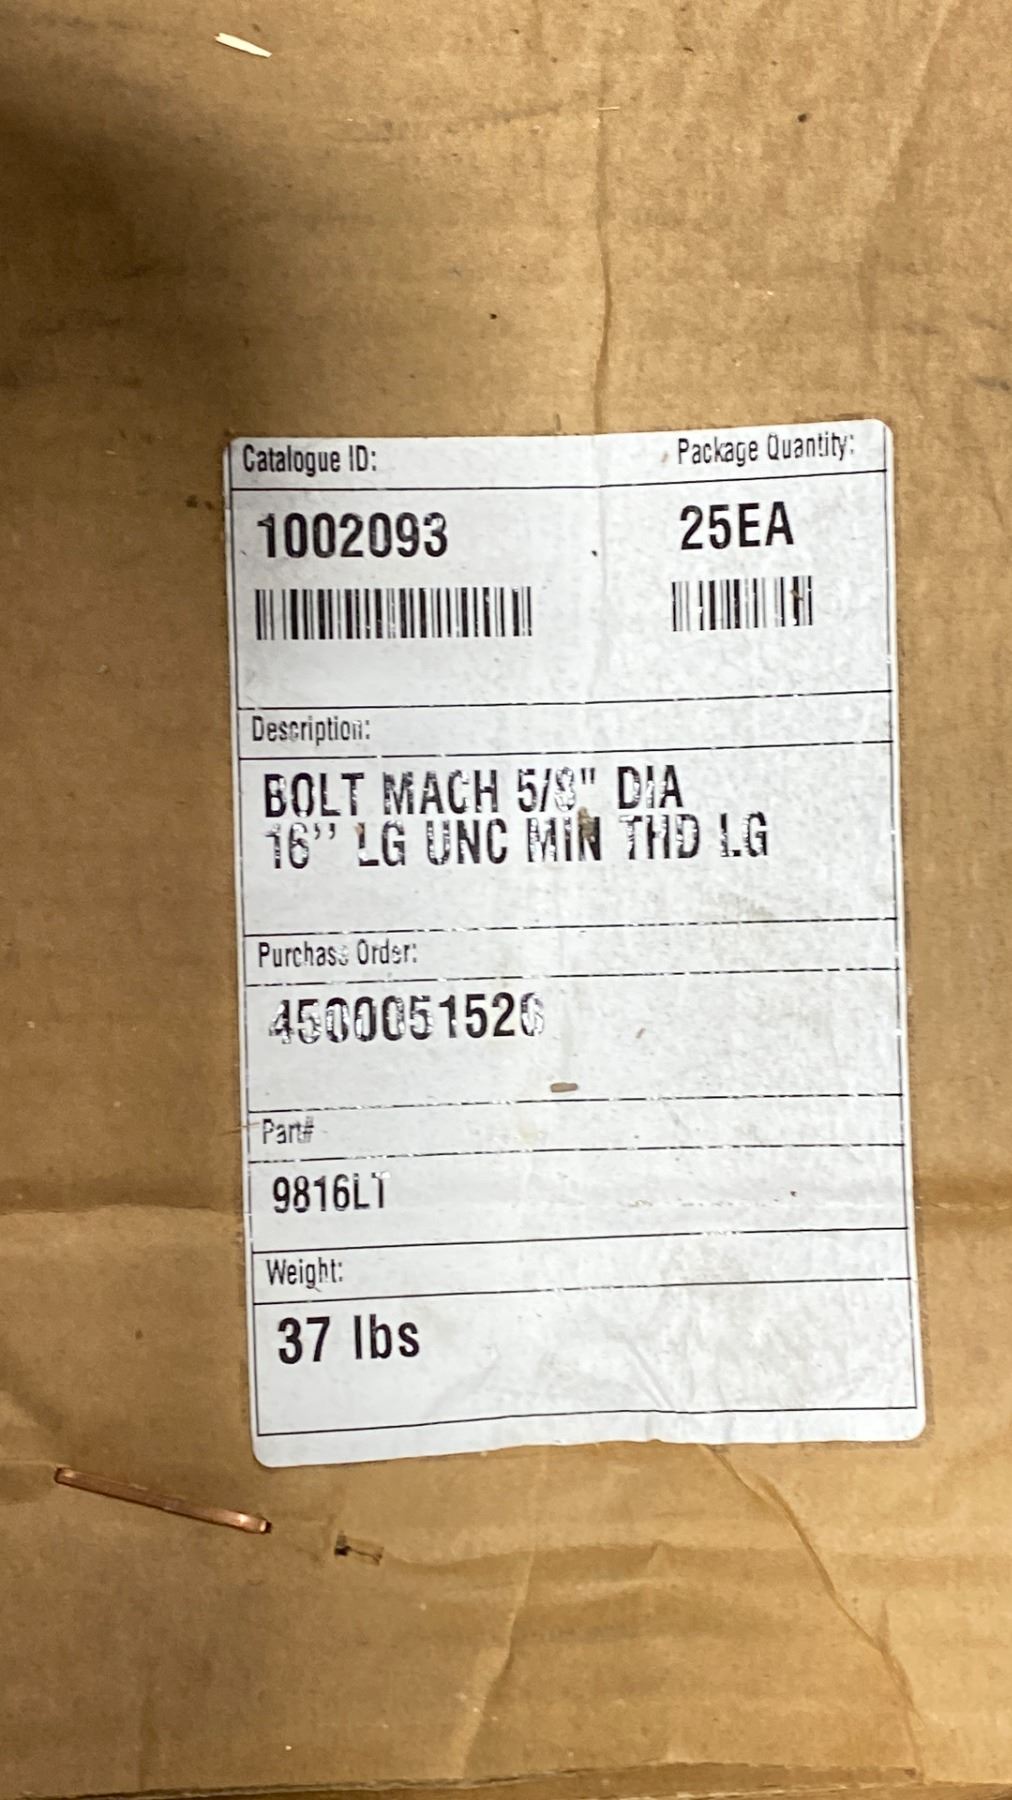 Catalogue ID: Package Quantity:
1002093 25EA
Description:
BOLT MACH 5/8" DIA
16’’ LG UNC MIN THD LG
Purchase Order:
4500051526
Part#
9816LT
Weight:
37 lbs